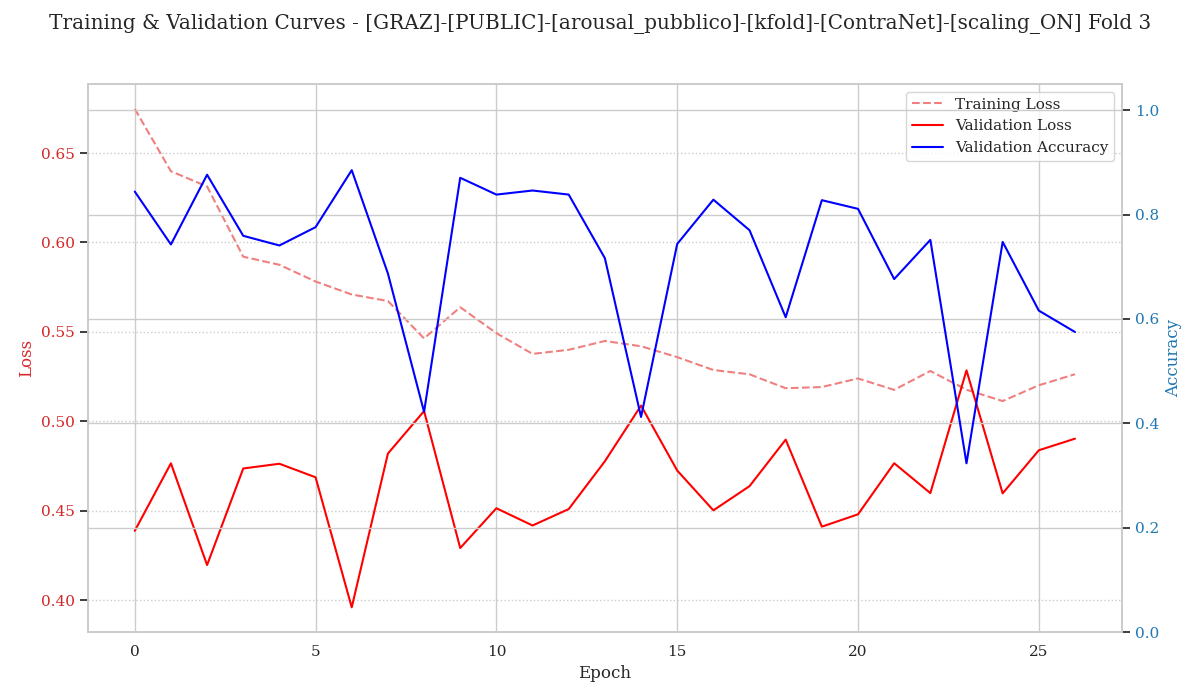 Training & Validation Curves - [GRAZ]-[PUBLIC]-[arousal_pubblico]-[kfold]-[ContraNet]-[scaling_ON] Fold 3
Training Loss
Validation Loss
Validation Accuracy
0.65
0.60
0.55
0.50
0.45
0.40
Loss
1.0
0.8
0.6
0.4
0.2
0.0
Accuracy
0
5
10
15
20
25
Epoch